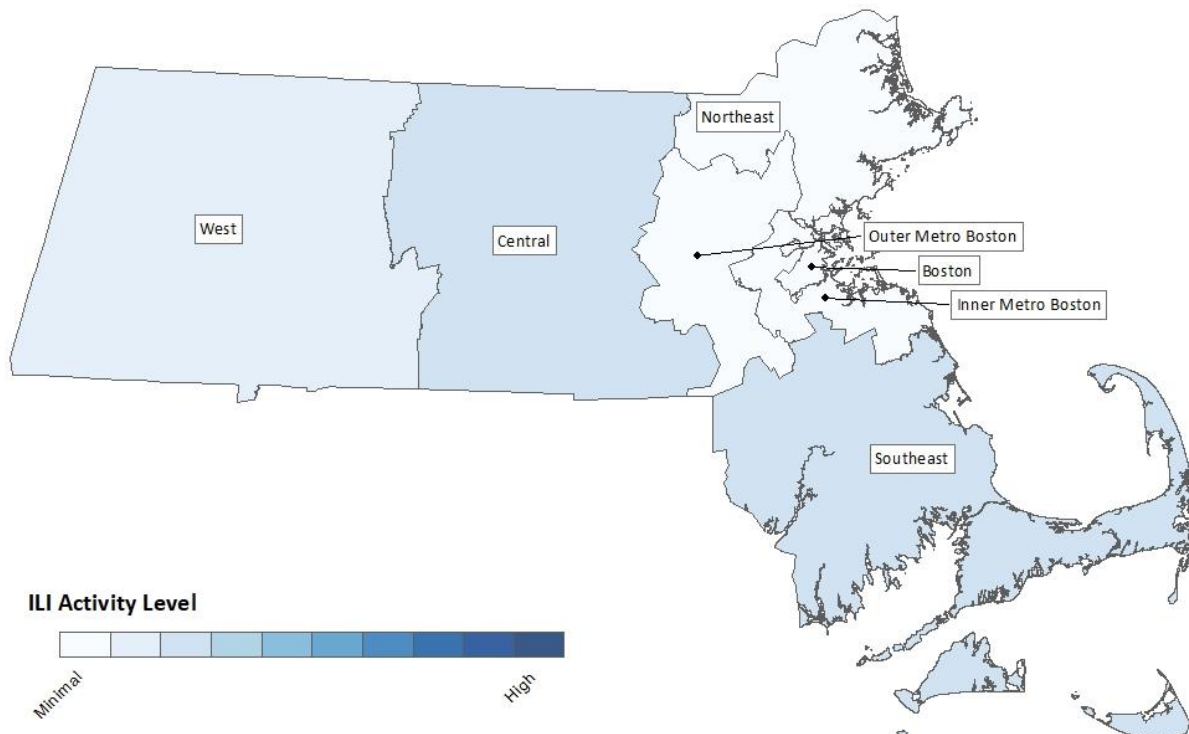 Northeast
West
Central
Outer Metro Boston
Boston
Inner Metro Boston
Southeast
ILI Activity Level
Minimal
High